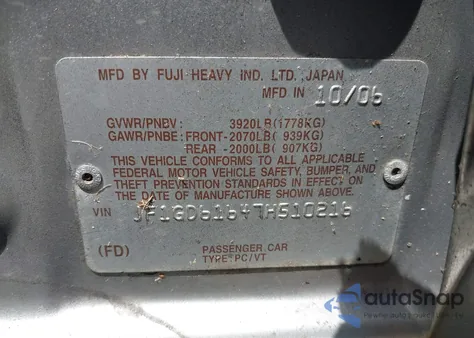 MFD BY FUJI HEAVY IND. LTD. JAPAN
MFD IN 10/06
GVWR/PNBV: 3920LB(1778KG)
GAWR/PNBE: FRONT-2070LB( 939KG)
REAR -2000LB( 907KG)
THIS VEHICLE CONFORMS TO ALL APPLICABLE
FEDERAL MOTOR VEHICLE SAFETY, BUMPER, AND
THEFT PREVENTION STANDARDS IN EFFECT ON
THE DATE OF MANUFACTURE SHOWN ABOVE.
VIN JF1GD61647H510216
(FD) PASSENGER CAR
TYPE PC/VT
autaSnap